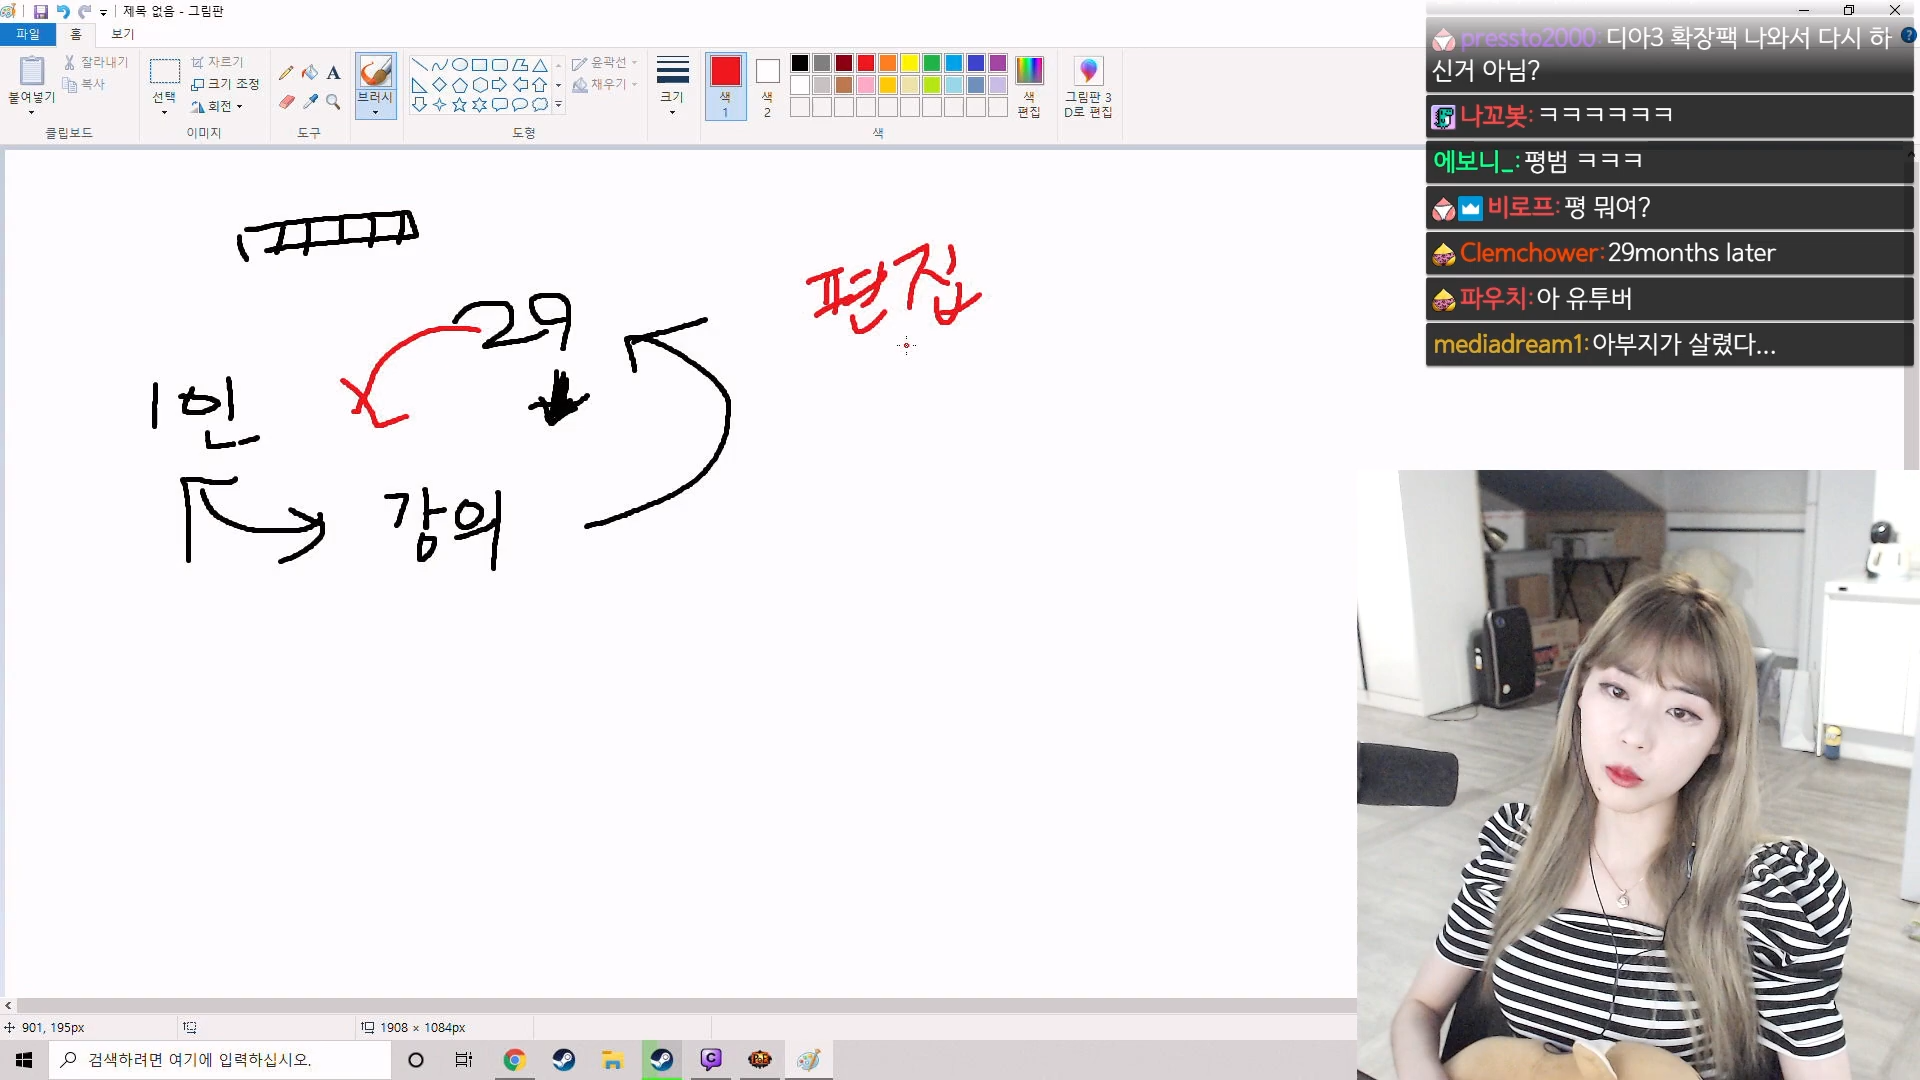 제목 없음 - 그림판
파일 홈 보기
붙여넣기
잘라내기
복사
클립보드
선택
자르기
크기 조정
회전
이미지
A
도구
브러시
윤곽선
채우기
도형
크기
색
1
색
2
색
편집
색
그림판 3
D로 편집
29
편집
1인
강의
pressto2000: 디아3 확장팩 나와서 다시 하
신거 아님?
나꼬봇: ㅋㅋㅋㅋㅋㅋ
에보니_: 평범 ㅋㅋㅋ
비로프: 평 뭐여?
Clemchower: 29months later
파우치: 아 유투버
mediadream1: 아부지가 살렸다...
901, 195px
1908 × 1084px
검색하려면 여기에 입력하십시오.